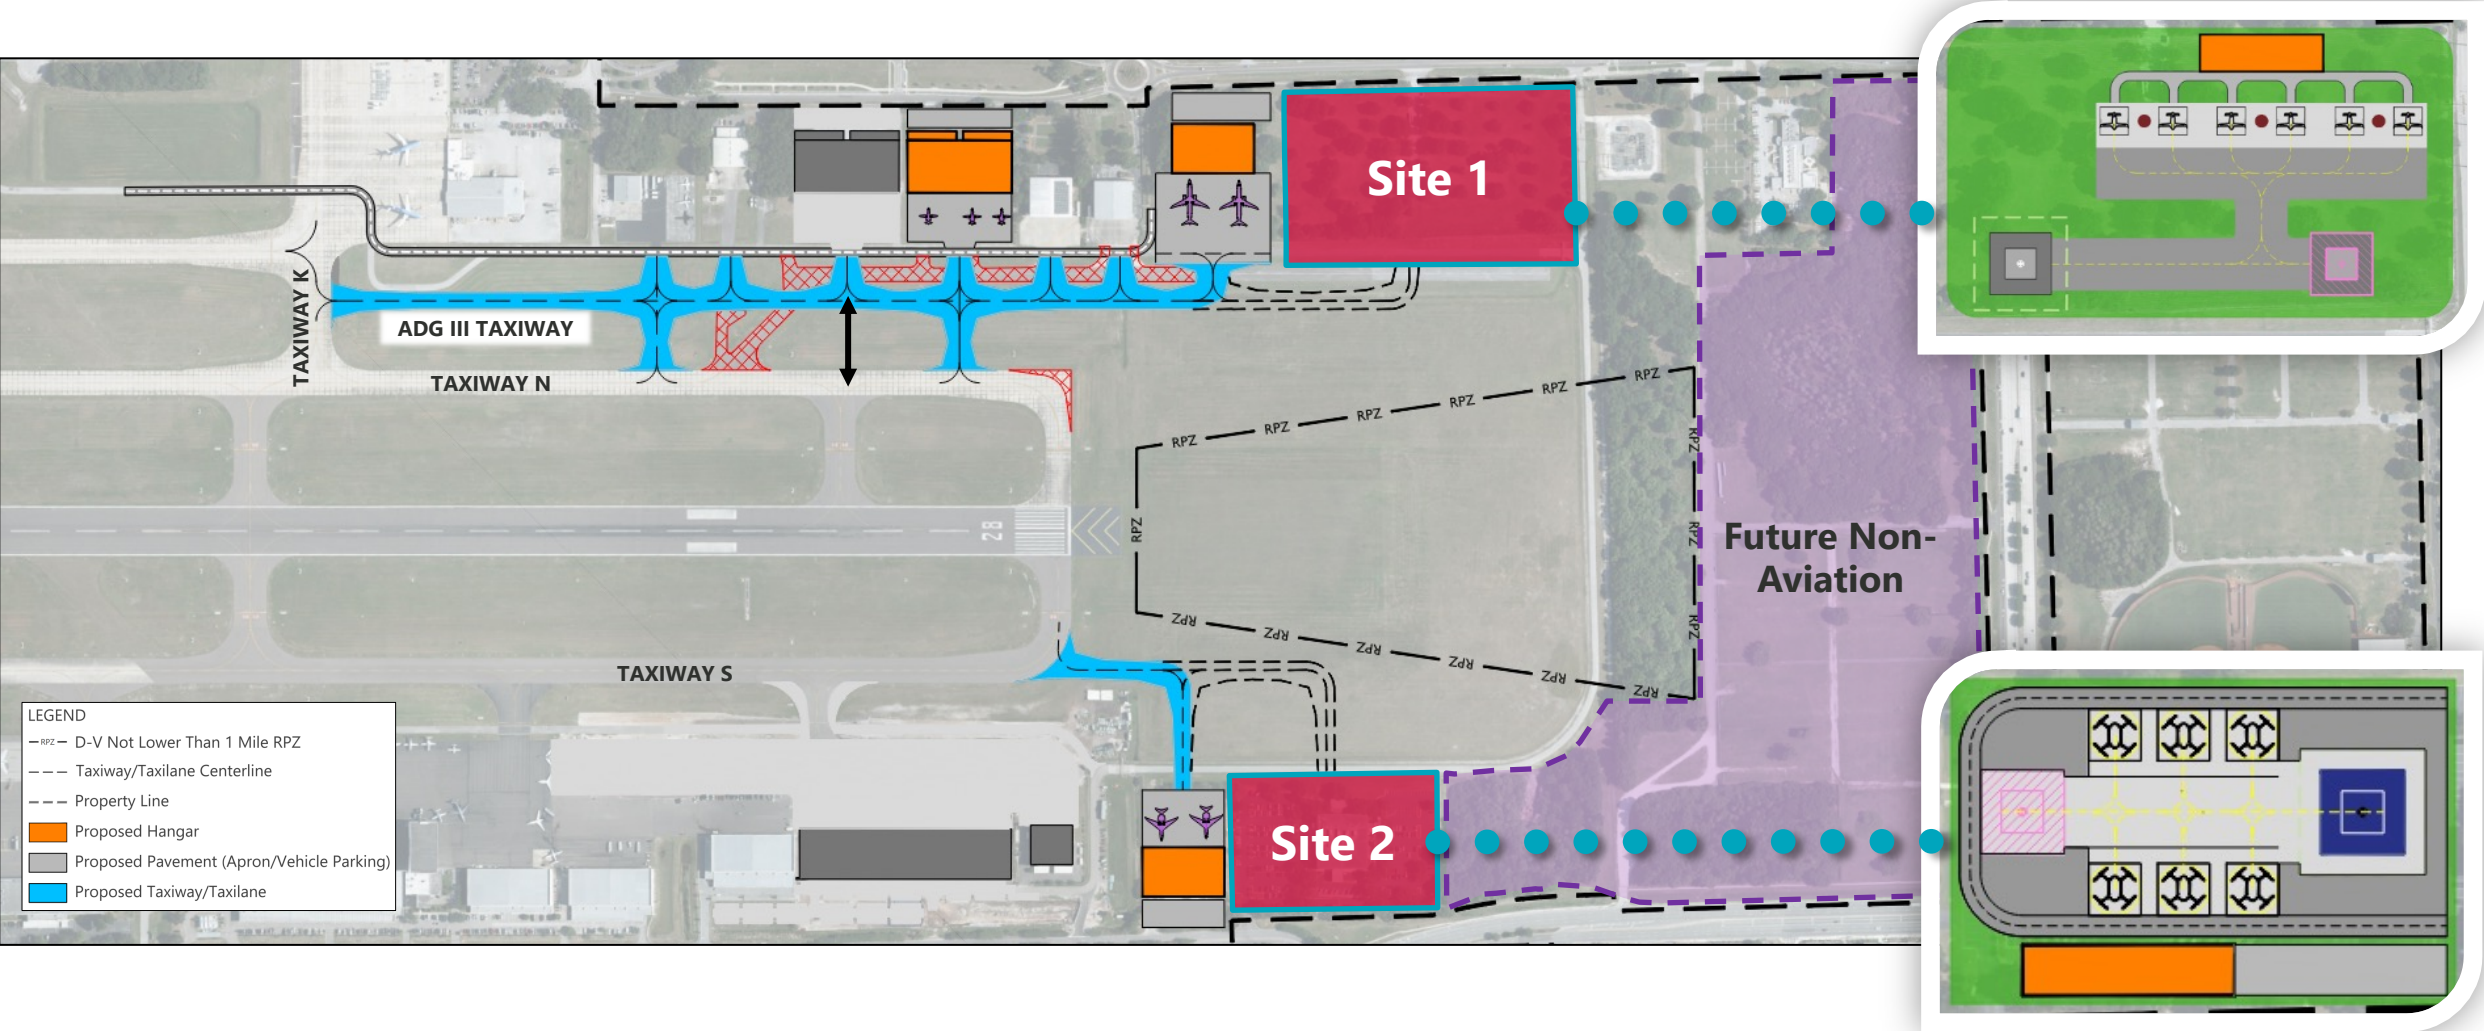 Site 1
TAXIWAY K
ADG III TAXIWAY
TAXIWAY N
RPZ
RPZ
RPZ
RPZ
RPZ
RPZ
RPZ
RPZ
RPZ
RPZ
28
Future Non-
Aviation
RPZ
RPZ
RPZ
RPZ
RPZ
RPZ
TAXIWAY S
LEGEND
RPZ D-V Not Lower Than 1 Mile RPZ
Taxiway/Taxilane Centerline
Property Line
Proposed Hangar
Proposed Pavement (Apron/Vehicle Parking)
Proposed Taxiway/Taxilane
Site 2